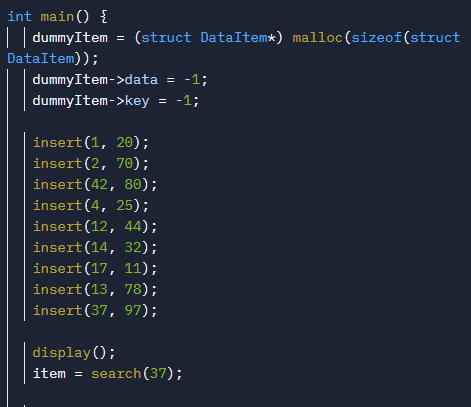 int main() {
dummyItem = (struct DataItem*) malloc(sizeof(struct
DataItem));
dummyItem->data = -1;
dummyItem->key = -1;
insert(1, 20);
insert(2, 70);
insert(42, 80);
insert(4, 25);
insert(12, 44);
insert(14, 32);
insert(17, 11);
insert(13, 78);
insert(37, 97);
display();
item = search(37);